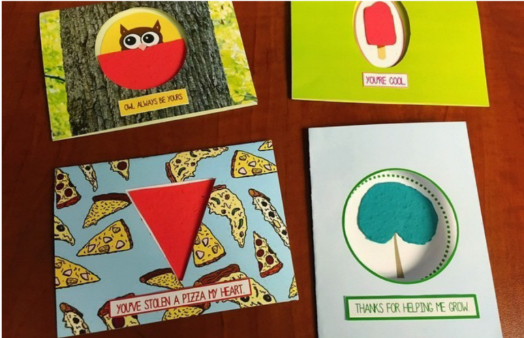 OWL ALWAYS BE YOURS.
YOU'RE COOL.
YOU'VE STOLEN A PIZZA MY HEART.
THANKS FOR HELPING ME GROW.